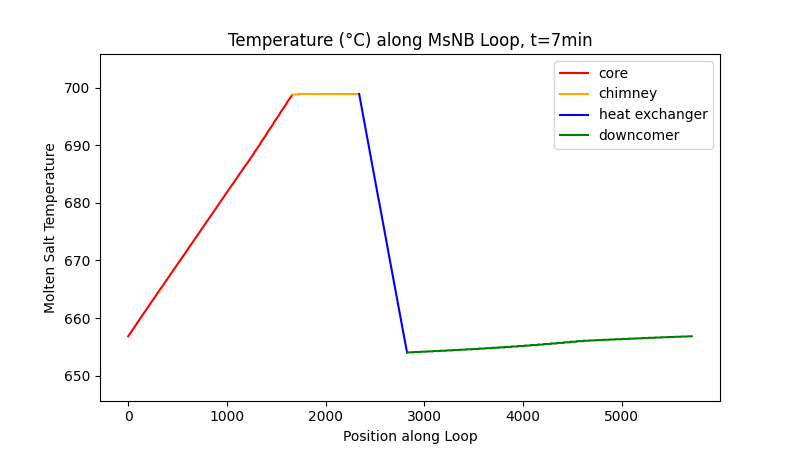 Temperature (°C) along MsNB Loop, t=7min
core
chimney
heat exchanger
downcomer
700
690
680
670
660
650
Molten Salt Temperature
0 1000 2000 3000 4000 5000
Position along Loop